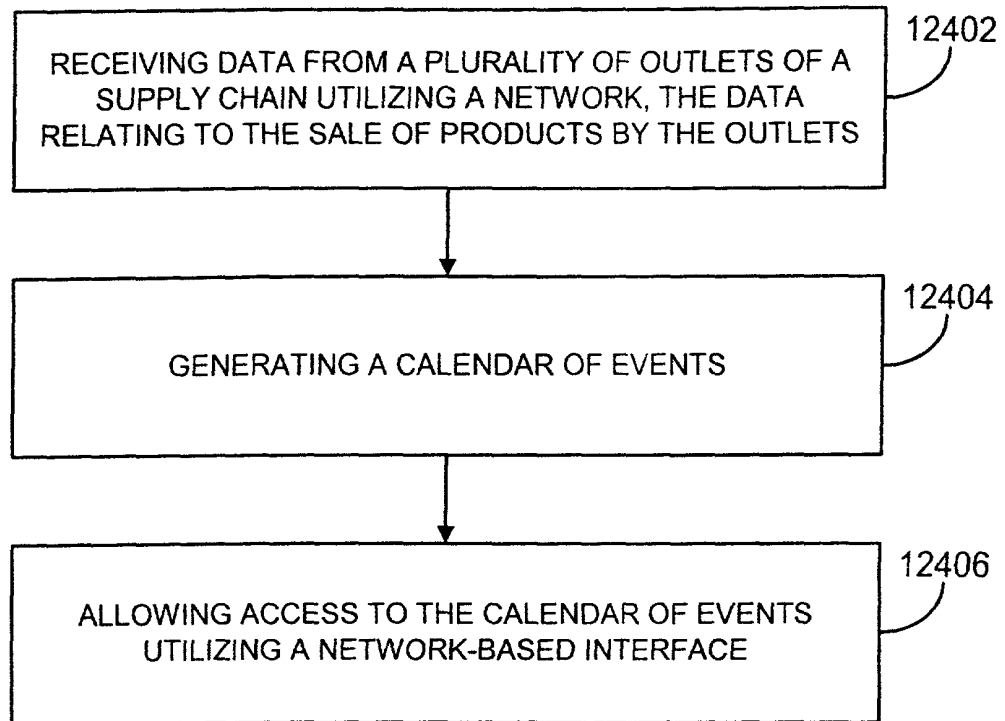 12402
RECEIVING DATA FROM A PLURALITY OF OUTLETS OF A
SUPPLY CHAIN UTILIZING A NETWORK, THE DATA
RELATING TO THE SALE OF PRODUCTS BY THE OUTLETS
12404
GENERATING A CALENDAR OF EVENTS
12406
ALLOWING ACCESS TO THE CALENDAR OF EVENTS
UTILIZING A NETWORK-BASED INTERFACE